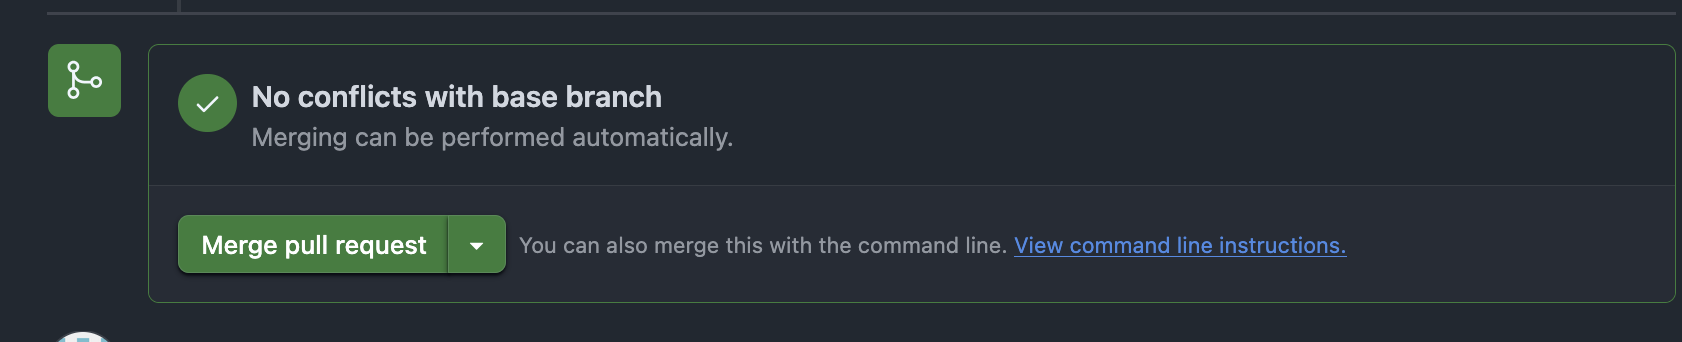 No conflicts with base branch
Merging can be performed automatically.
Merge pull request
You can also merge this with the command line. View command line instructions.